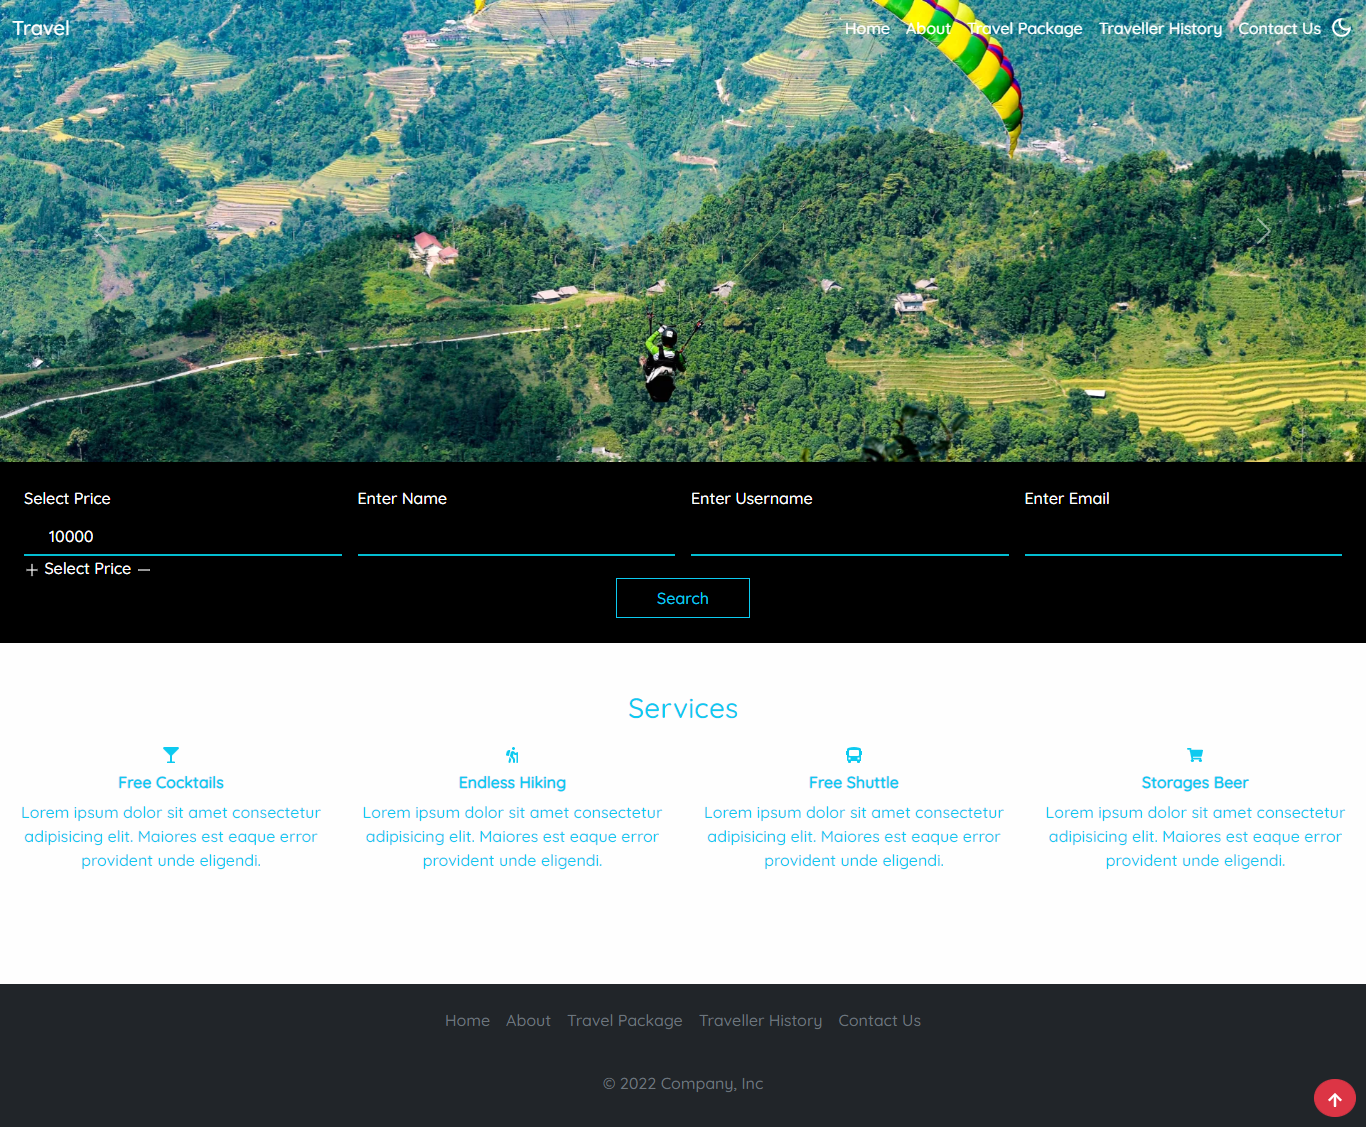 Travel
Home About Travel Package Traveller History Contact Us
Select Price Enter Name Enter Username Enter Email
10000
Select Price
Search
Services
Free Cocktails
Lorem ipsum dolor sit amet consectetur
adipisicing elit. Maiores est eaque error
provident unde eligendi.
Endless Hiking
Lorem ipsum dolor sit amet consectetur
adipisicing elit. Maiores est eaque error
provident unde eligendi.
Free Shuttle
Lorem ipsum dolor sit amet consectetur
adipisicing elit. Maiores est eaque error
provident unde eligendi.
Storages Beer
Lorem ipsum dolor sit amet consectetur
adipisicing elit. Maiores est eaque error
provident unde eligendi.
Home About Travel Package Traveller History Contact Us
© 2022 Company, Inc